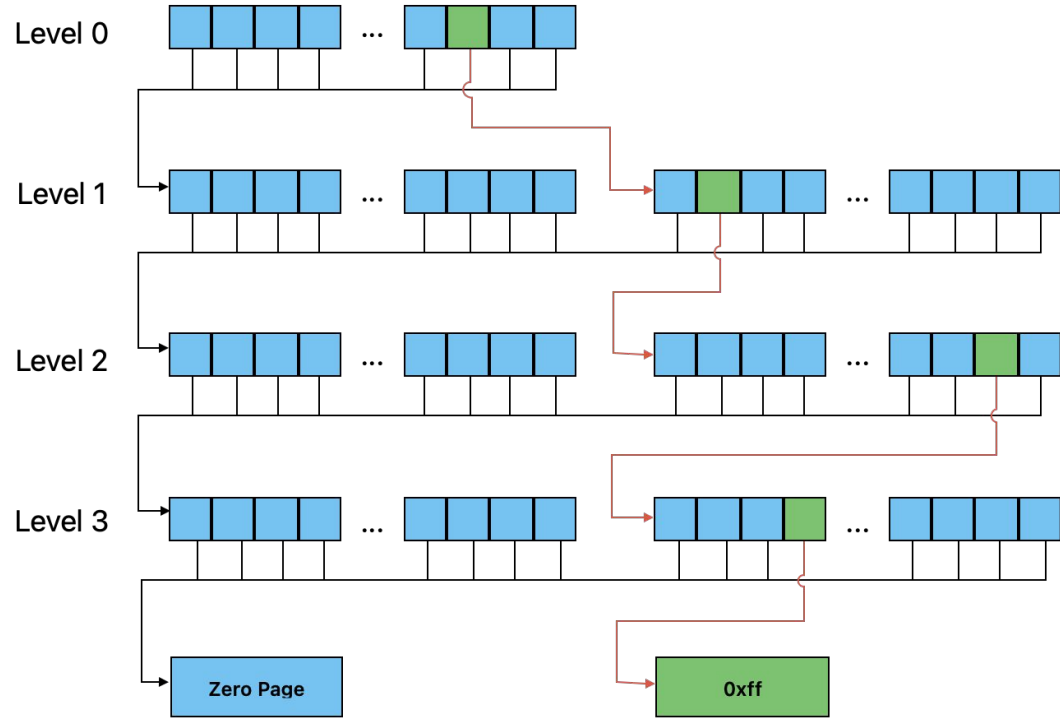 Level 0
...
Level 1
... ...
Level 2
... ...
Level 3
... ...
Zero Page 0xff